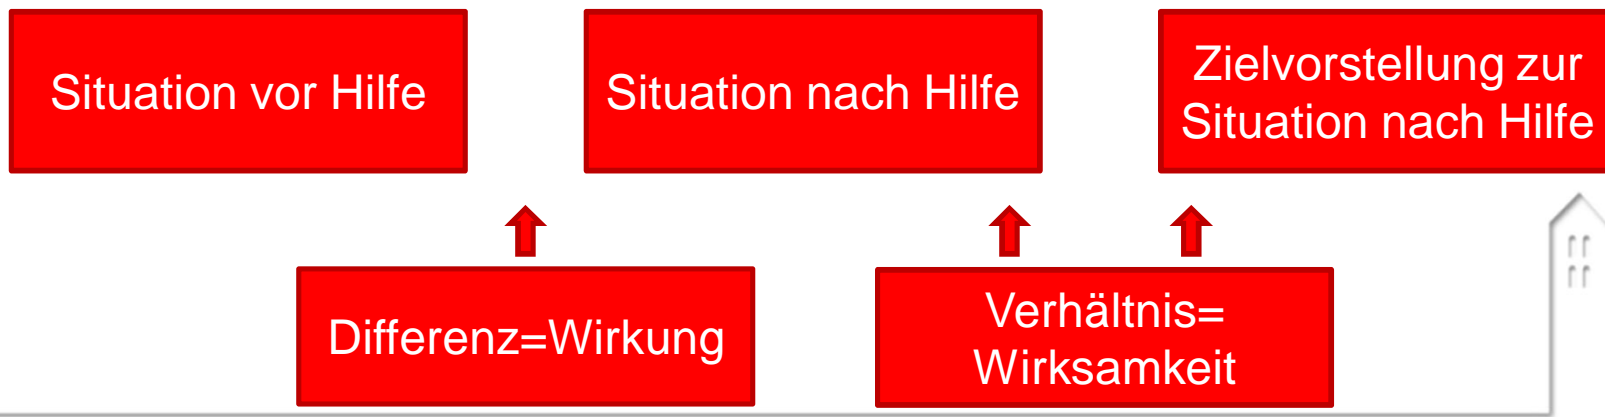 Situation vor Hilfe
Situation nach Hilfe
Zielvorstellung zur
Situation nach Hilfe
Differenz=Wirkung
Verhältnis=
Wirksamkeit